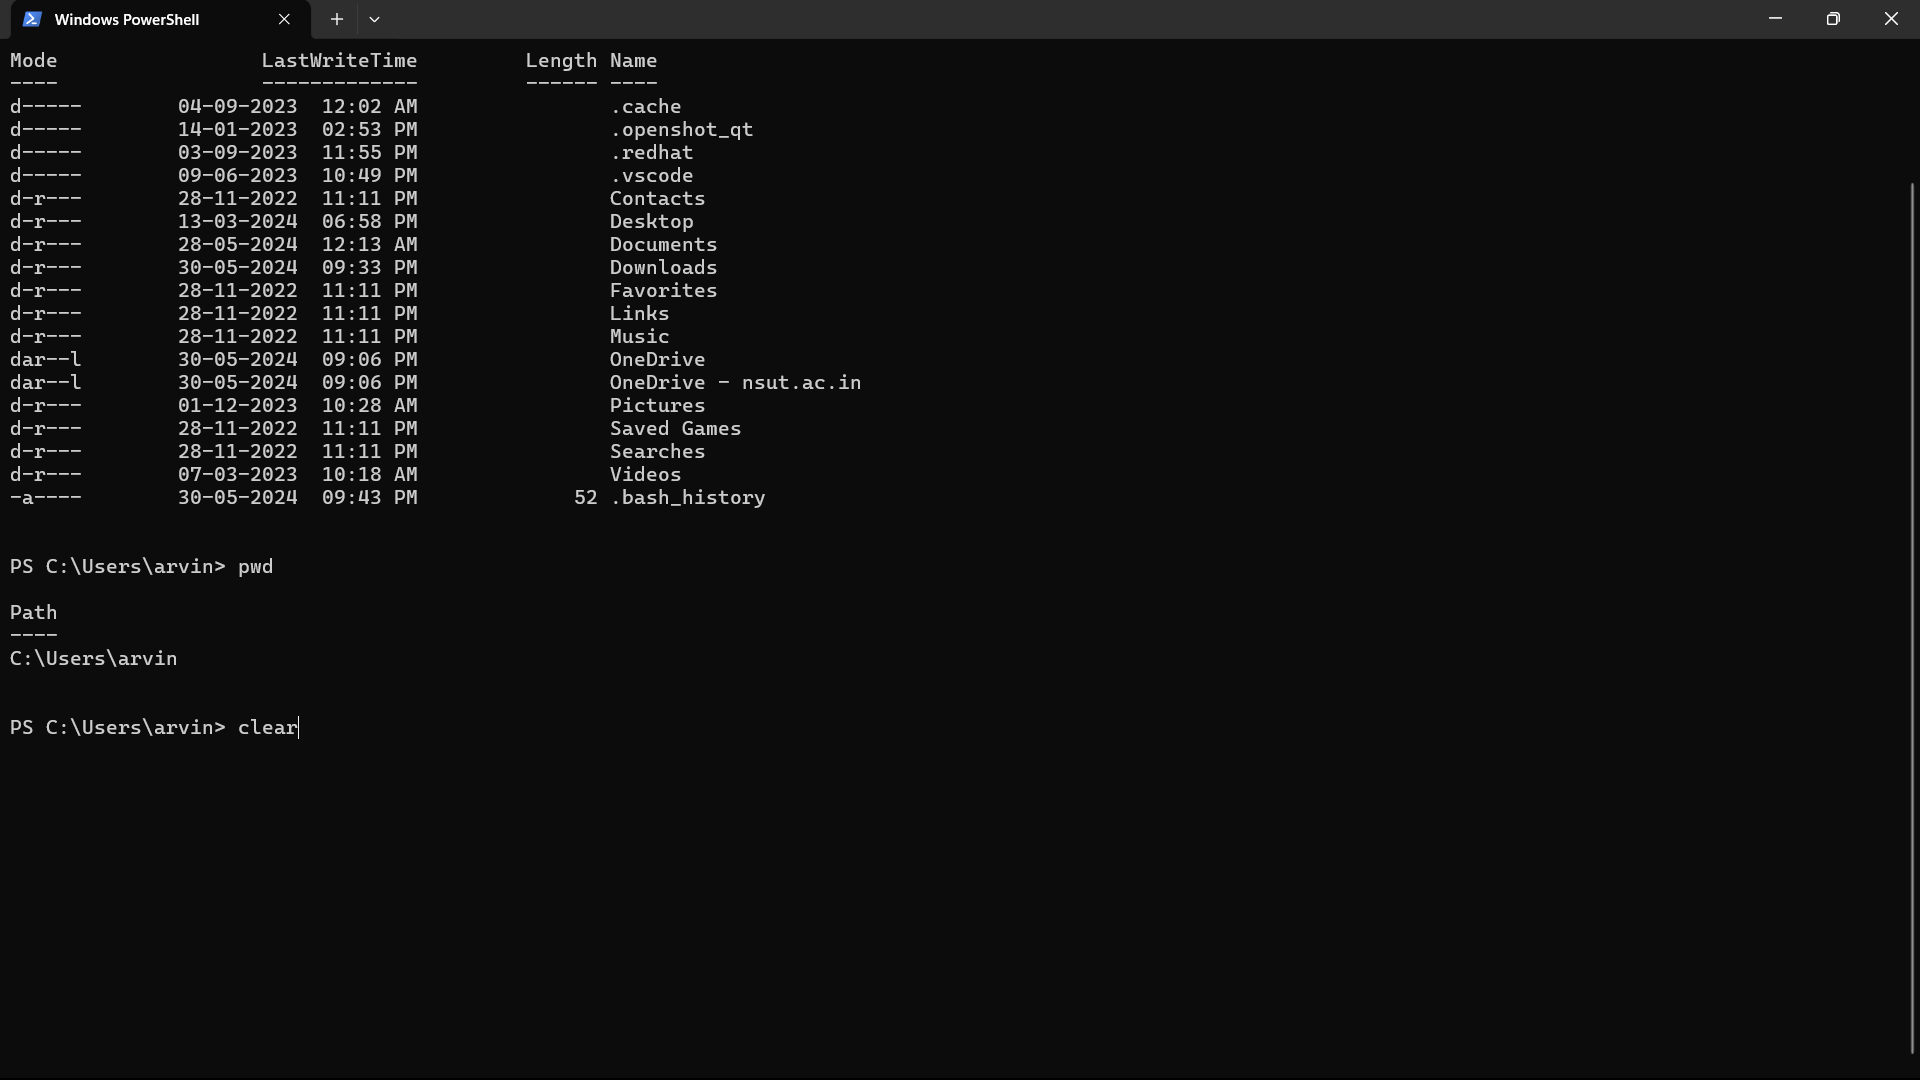 Windows PowerShell
Mode                 LastWriteTime         Length Name
----                 -------------         ------ ----
d-----        04-09-2023  12:02 AM                .cache
d-----        14-01-2023  02:53 PM                .openshot_qt
d-----        03-09-2023  11:55 PM                .redhat
d-----        09-06-2023  10:49 PM                .vscode
d-r---        28-11-2022  11:11 PM                Contacts
d-r---        13-03-2024  06:58 PM                Desktop
d-r---        28-05-2024  12:13 AM                Documents
d-r---        30-05-2024  09:33 PM                Downloads
d-r---        28-11-2022  11:11 PM                Favorites
d-r---        28-11-2022  11:11 PM                Links
d-r---        28-11-2022  11:11 PM                Music
dar--l        30-05-2024  09:06 PM                OneDrive
dar--l        30-05-2024  09:06 PM                OneDrive - nsut.ac.in
d-r---        01-12-2023  10:28 AM                Pictures
d-r---        28-11-2022  11:11 PM                Saved Games
d-r---        28-11-2022  11:11 PM                Searches
d-r---        07-03-2023  10:18 AM                Videos
-a----        30-05-2024  09:43 PM             52 .bash_history
PS C:\Users\arvin> pwd
Path
----
C:\Users\arvin
PS C:\Users\arvin> clear